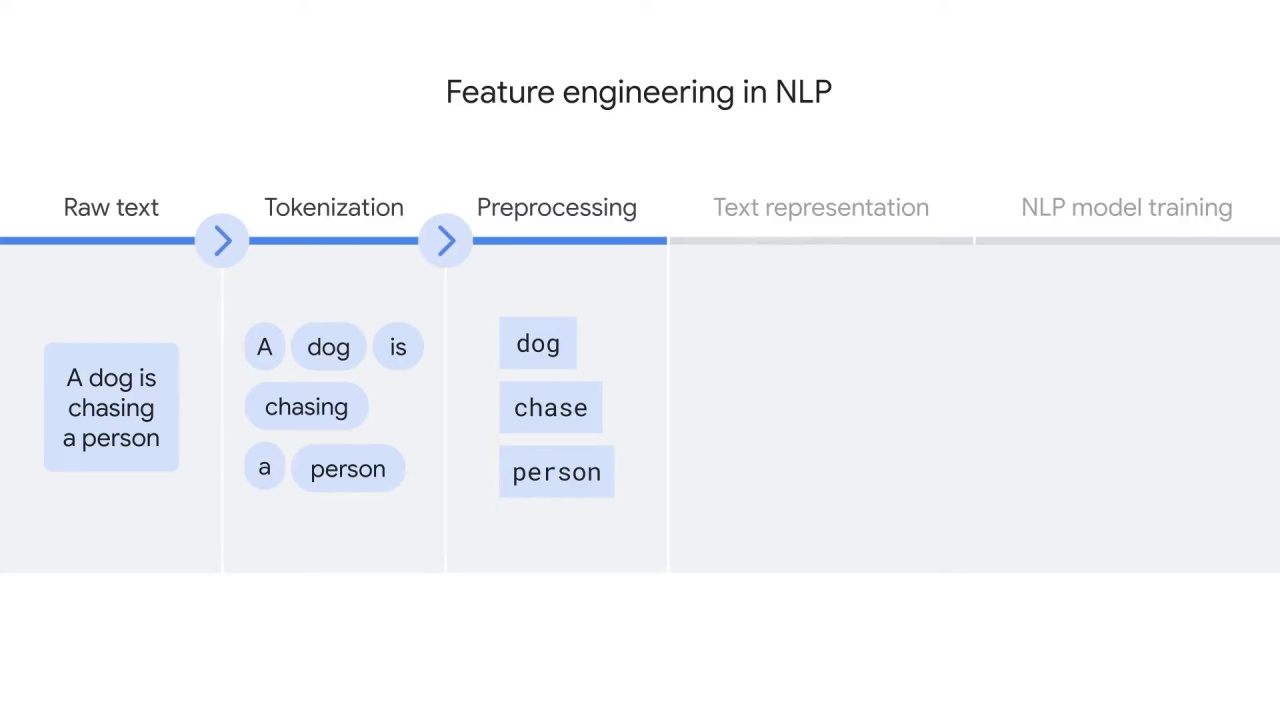 Feature engineering in NLP
Raw text
Tokenization
Preprocessing
Text representation
NLP model training
A dog is
chasing
a person
A dog is
chasing
a person
dog
chase
person